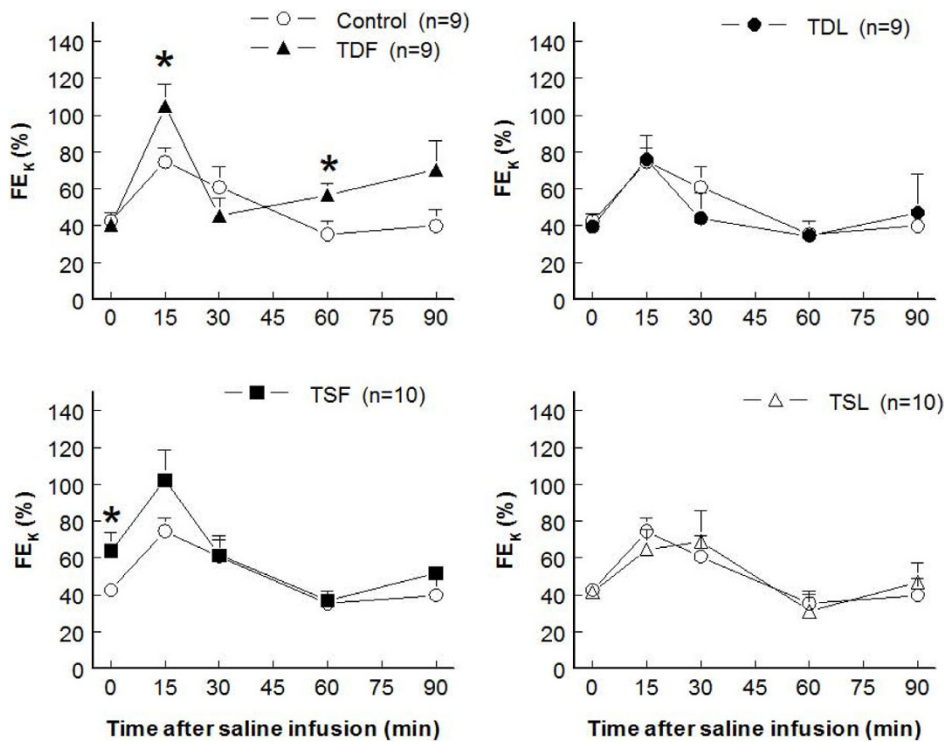 Control (n=9)
TDF (n=9)
140
120
100
80
60
40
20
0
FEK (%)
*
*
0 15 30 45 60 75 90
TDL (n=9)
140
120
100
80
60
40
20
0
FEK (%)
0 15 30 45 60 75 90
TSF (n=10)
140
120
100
80
60
40
20
0
FEK (%)
*
0 15 30 45 60 75 90
Time after saline infusion (min)
TSL (n=10)
140
120
100
80
60
40
20
0
FEK (%)
0 15 30 45 60 75 90
Time after saline infusion (min)